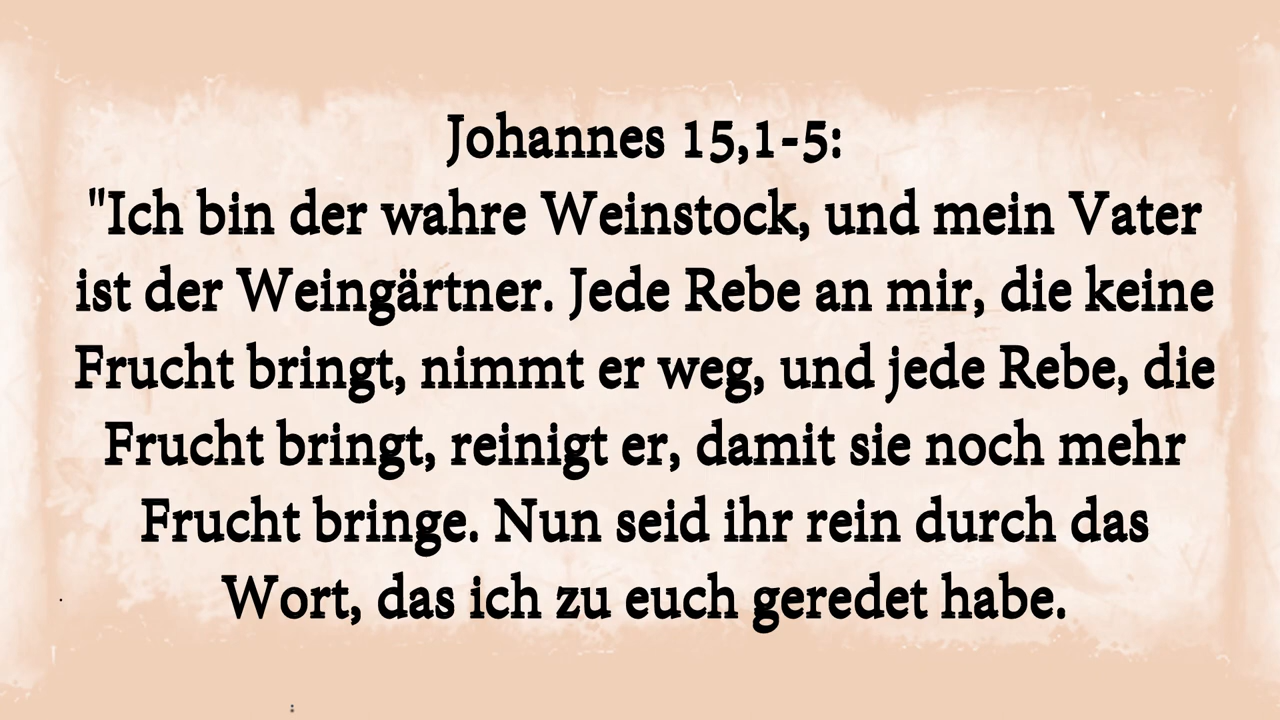 Johannes 15,1-5:
"Ich bin der wahre Weinstock, und mein Vater
ist der Weingärtner. Jede Rebe an mir, die keine
Frucht bringt, nimmt er weg, und jede Rebe, die
Frucht bringt, reinigt er, damit sie noch mehr
Frucht bringe. Nun seid ihr rein durch das
Wort, das ich zu euch geredet habe.